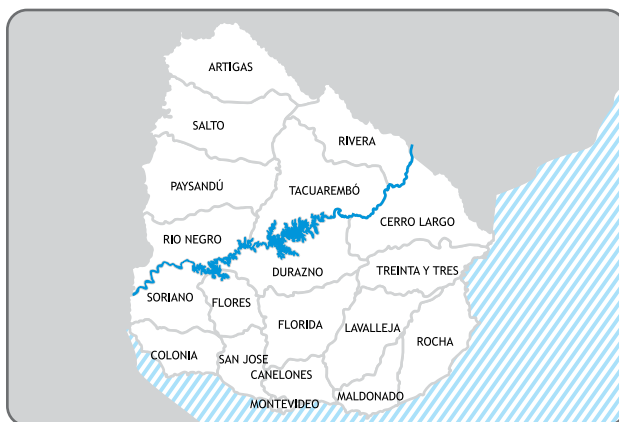 ARTIGAS
SALTO
RIVERA
PAYSANDÚ
TACUAREMBÓ
CERRO LARGO
RIO NEGRO
DURAZNO
TREINTA Y TRES
SORIANO
FLORES
FLORIDA
LAVALLEJA
ROCHA
COLONIA
SAN JOSE
CANELONES
MALDONADO
MONTEVIDEO